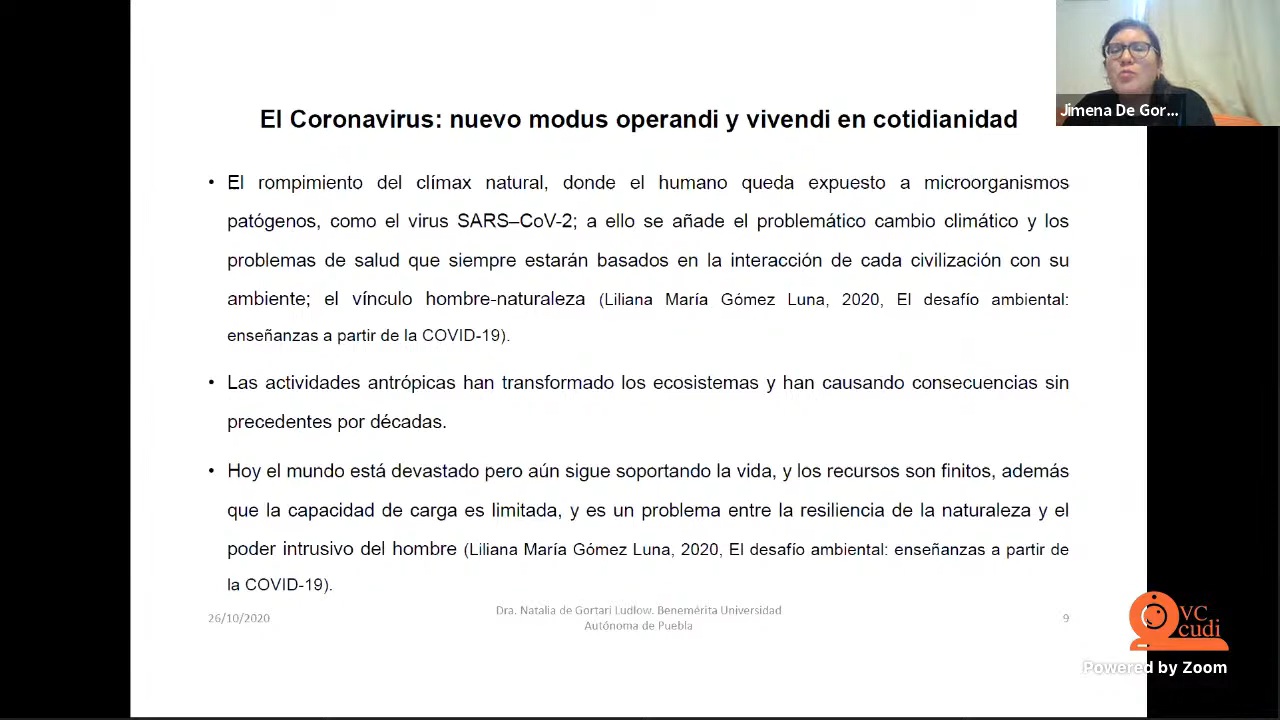 El Coronavirus: nuevo modus operandi y vivendi en cotidianidad
Jimena De Gor...
• El rompimiento del clímax natural, donde el humano queda expuesto a microorganismos
patógenos, como el virus SARS–CoV-2; a ello se añade el problemático cambio climático y los
problemas de salud que siempre estarán basados en la interacción de cada civilización con su
ambiente; el vínculo hombre-naturaleza (Liliana María Gómez Luna, 2020, El desafío ambiental:
enseñanzas a partir de la COVID-19).
• Las actividades antrópicas han transformado los ecosistemas y han causando consecuencias sin
precedentes por décadas.
• Hoy el mundo está devastado pero aún sigue soportando la vida, y los recursos son finitos, además
que la capacidad de carga es limitada, y es un problema entre la resiliencia de la naturaleza y el
poder intrusivo del hombre (Liliana María Gómez Luna, 2020, El desafío ambiental: enseñanzas a partir de
la COVID-19).
26/10/2020
Dra. Natalia de Gortari Ludlow. Benemérita Universidad
Autónoma de Puebla
9
VC
cudi
Powered by Zoom